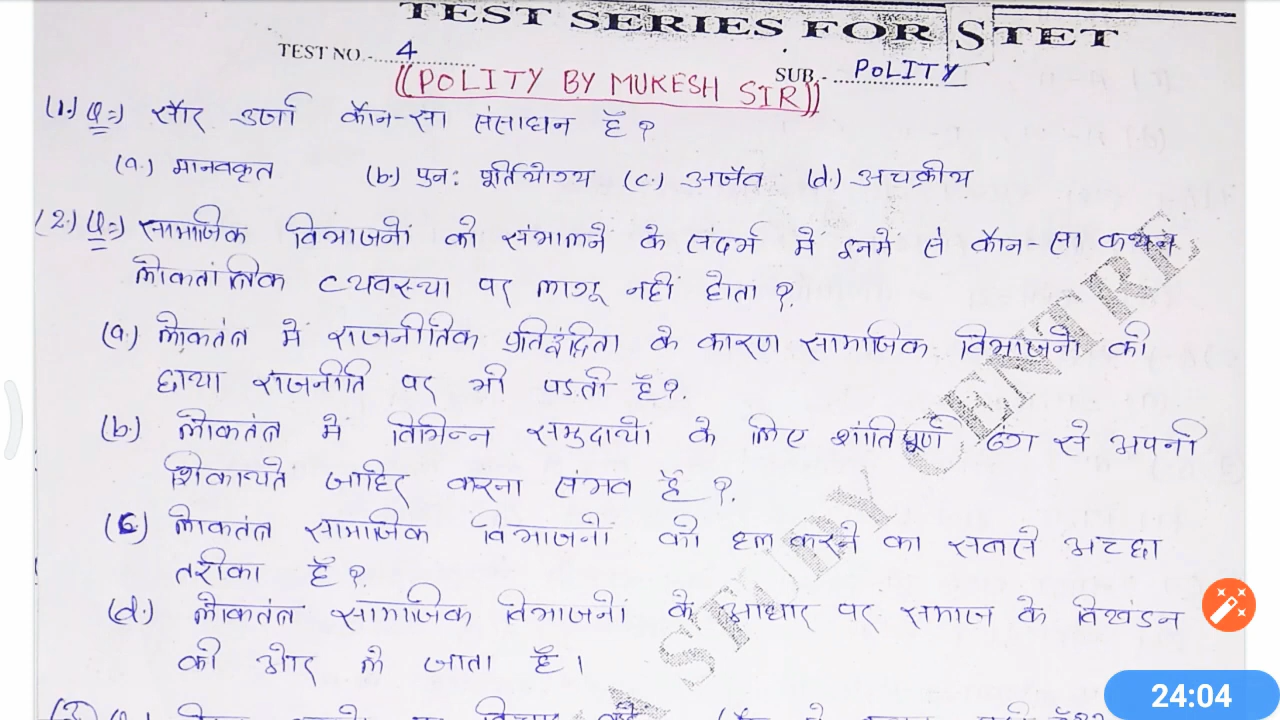 TEST SERIES FOR STET
TEST NO.- 4
SUB.- POLITY
((POLITY BY MUKESH SIR))
(1.) Q=) सौर उर्जा कौन-सा संसाधन है ?
(a.) मानवकृत (b.) पुनः पूर्तियोग्य (c.) अजैव (d.) अचक्रीय
(2.) Q=) सामाजिक विभाजनों को संभालने के संदर्भ में इनमें से कौन-सा कथन
लोकतांत्रिक व्यवस्था पर लागू नहीं होता ?
(a.) लोकतंत्र में राजनीतिक प्रतिद्वंद्विता के कारण सामाजिक विभाजनों की
छाया राजनीति पर भी पड़ती है ?
(b.) लोकतंत्र में विभिन्न समुदायों के लिए शांतिपूर्ण ढंग से अपनी
शिकायतें जाहिर करना संभव है ?
(c) लोकतंत्र सामाजिक विभाजनों को हल करने का सबसे अच्छा
तरीका है ?
(d.) लोकतंत्र सामाजिक विभाजनों के आधार पर समाज के विखंडन
की ओर ले जाता है ।
A STUDY CENTRE
24:04